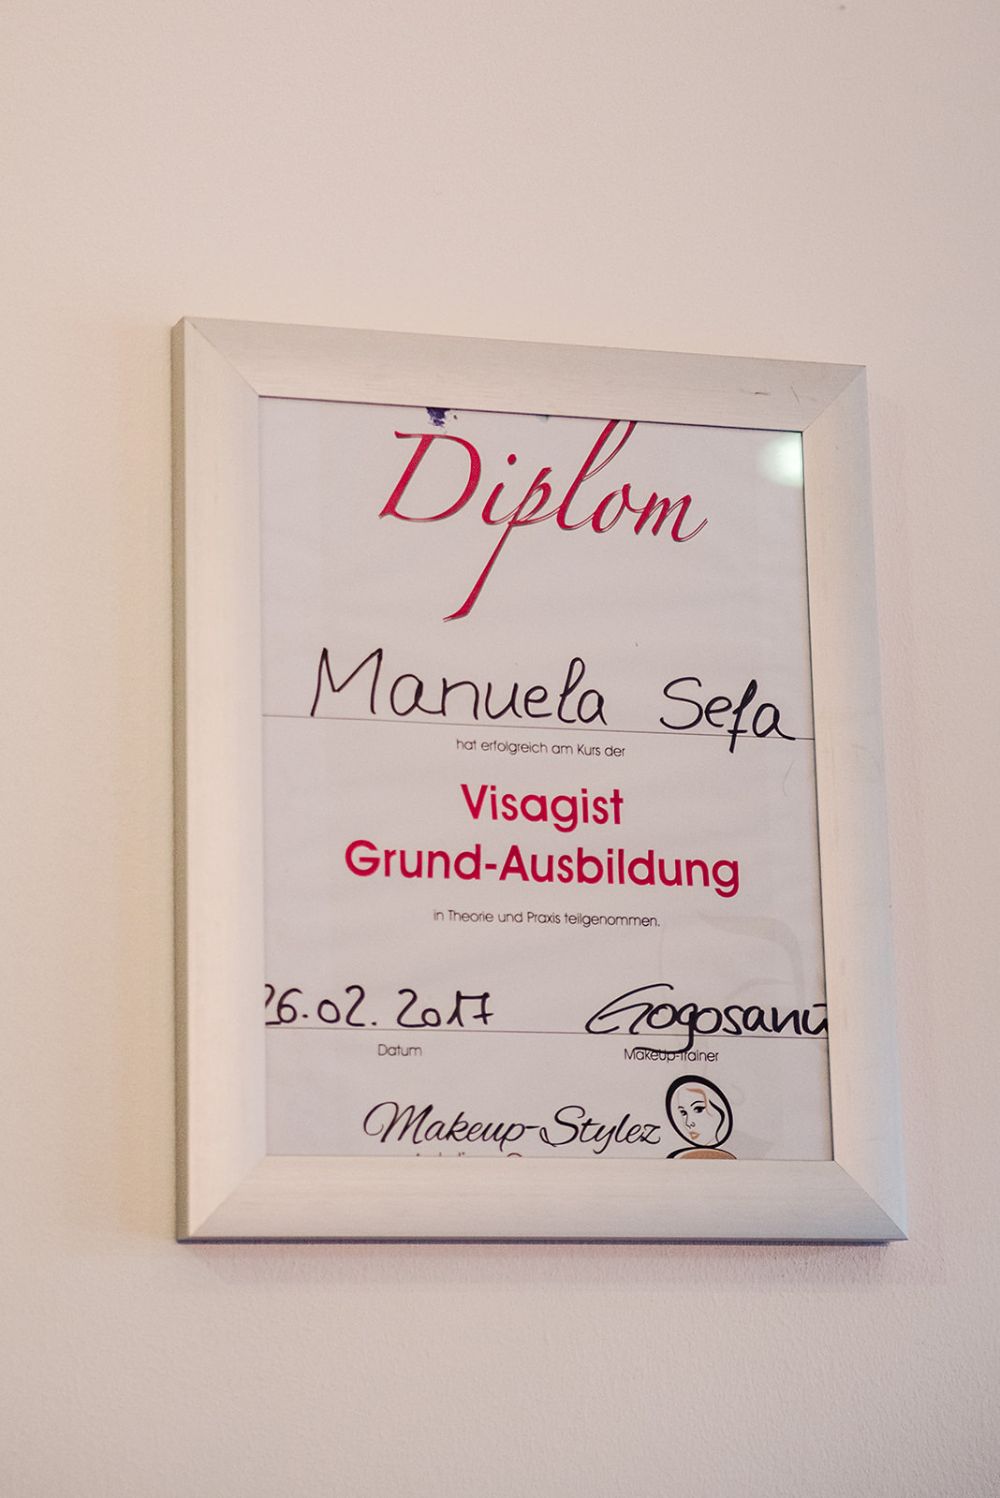 Diplom
Manuela Sefa
hat erfolgreich am Kurs der
Visagist
Grund-Ausbildung
in Theorie und Praxis teilgenommen.
26.02.2017 Gogosanu
Datum Makeup-Trainer
Makeup-Stylez